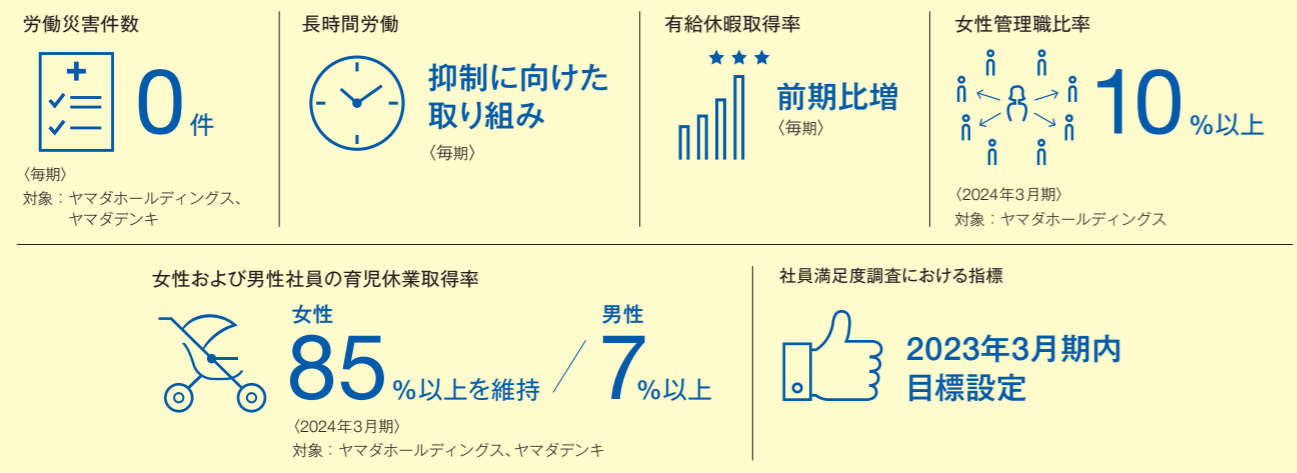 労働災害件数
0件
〈毎期〉
対象：ヤマダホールディングス、
ヤマダデンキ
長時間労働
抑制に向けた
取り組み
〈毎期〉
有給休暇取得率
前期比増
〈毎期〉
女性管理職比率
10%以上
〈2024年3月期〉
対象：ヤマダホールディングス
女性および男性社員の育児休業取得率
女性
85%以上を維持
男性
7%以上
〈2024年3月期〉
対象：ヤマダホールディングス、ヤマダデンキ
社員満足度調査における指標
2023年3月期内
目標設定